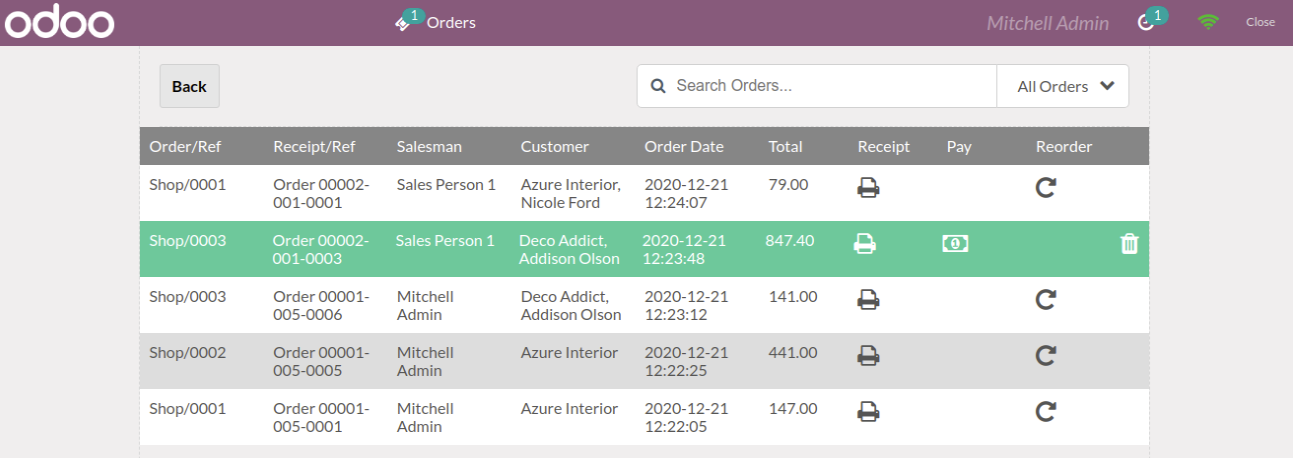 odoo
1 Orders
Mitchell Admin 1 Close
Back
Search Orders... All Orders
Order/Ref Receipt/Ref Salesman Customer Order Date Total Receipt Pay Reorder
Shop/0001 Order 00002- Sales Person 1 Azure Interior, 2020-12-21 79.00
001-0001 Nicole Ford 12:24:07
Shop/0003 Order 00002- Sales Person 1 Deco Addict, 2020-12-21 847.40 1
001-0003 Addison Olson 12:23:48
Shop/0003 Order 00001- Mitchell Deco Addict, 2020-12-21 141.00
005-0006 Admin Addison Olson 12:23:12
Shop/0002 Order 00001- Mitchell Azure Interior 2020-12-21 441.00
005-0005 Admin 12:22:25
Shop/0001 Order 00001- Mitchell Azure Interior 2020-12-21 147.00
005-0001 Admin 12:22:05